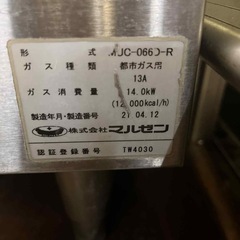 形 式 MUC-066D-R
ガス種類 都市ガス用
13A
ガス消費量 14.0kW
(12,000kcal/h)
製造年月・製造番号 21.04.12
株式会社 マルゼン
認証登録番号 TW4030